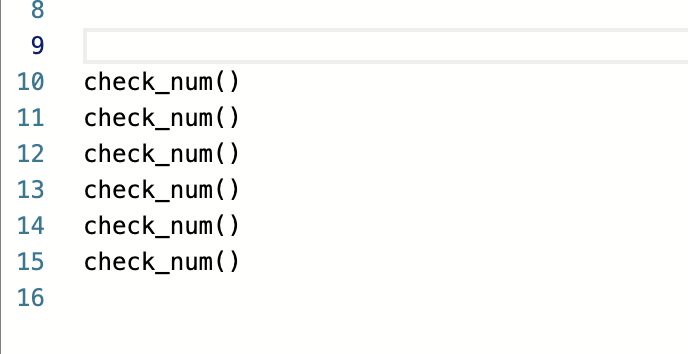 8
9
10 check_num()
11 check_num()
12 check_num()
13 check_num()
14 check_num()
15 check_num()
16